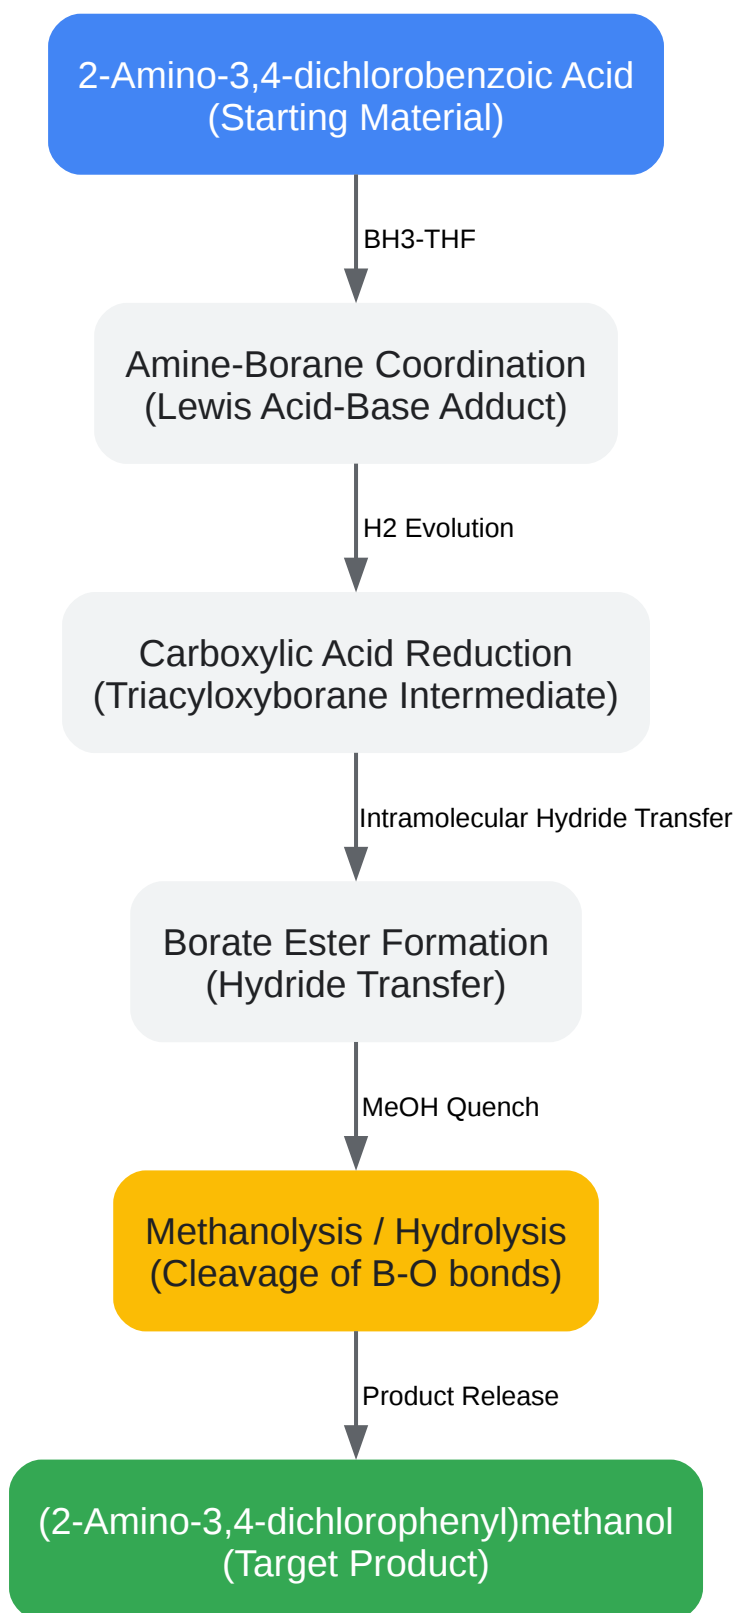 2-Amino-3,4-dichlorobenzoic Acid
(Starting Material)
BH3-THF
Amine-Borane Coordination
(Lewis Acid-Base Adduct)
H2 Evolution
Carboxylic Acid Reduction
(Triacyloxyborane Intermediate)
Intramolecular Hydride Transfer
Borate Ester Formation
(Hydride Transfer)
MeOH Quench
Methanolysis / Hydrolysis
(Cleavage of B-O bonds)
Product Release
(2-Amino-3,4-dichlorophenyl)methanol
(Target Product)